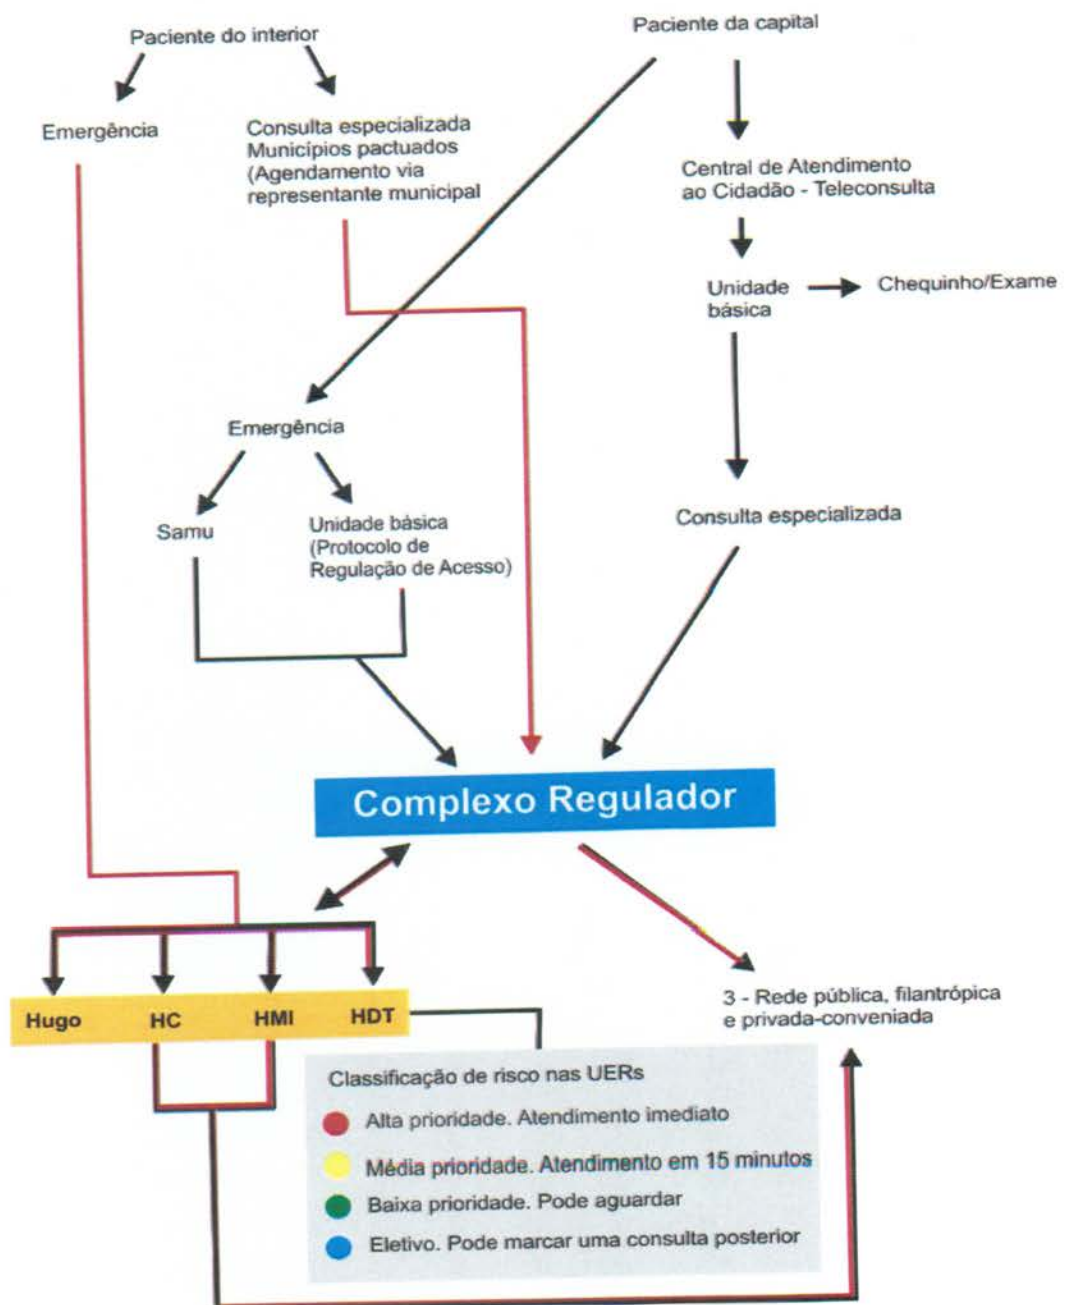 Paciente do interior
Paciente da capital
Emergência
Consulta especializada
Municípios pactuados
(Agendamento via
representante municipal
Central de Atendimento
ao Cidadão - Teleconsulta
Unidade
básica
Chequinho/Exame
Emergência
Samu
Unidade básica
(Protocolo de
Regulação de Acesso)
Consulta especializada
Complexo Regulador
Hugo
HC
HMI
HDT
3 - Rede pública, filantrópica
e privada-conveniada
Classificação de risco nas UERs
Alta prioridade. Atendimento imediato
Média prioridade. Atendimento em 15 minutos
Baixa prioridade. Pode aguardar
Eletivo. Pode marcar uma consulta posterior